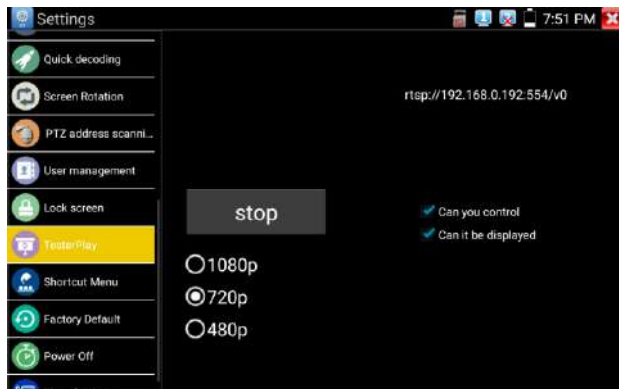 Settings
7:51 PM
Quick decoding
Screen Rotation
PTZ address scanni...
User management
Lock screen
TesterPlay
Shortcut Menu
Factory Default
Power Off
rtsp://192.168.0.192:554/v0
stop
Can you control
Can it be displayed
1080p
720p
480p